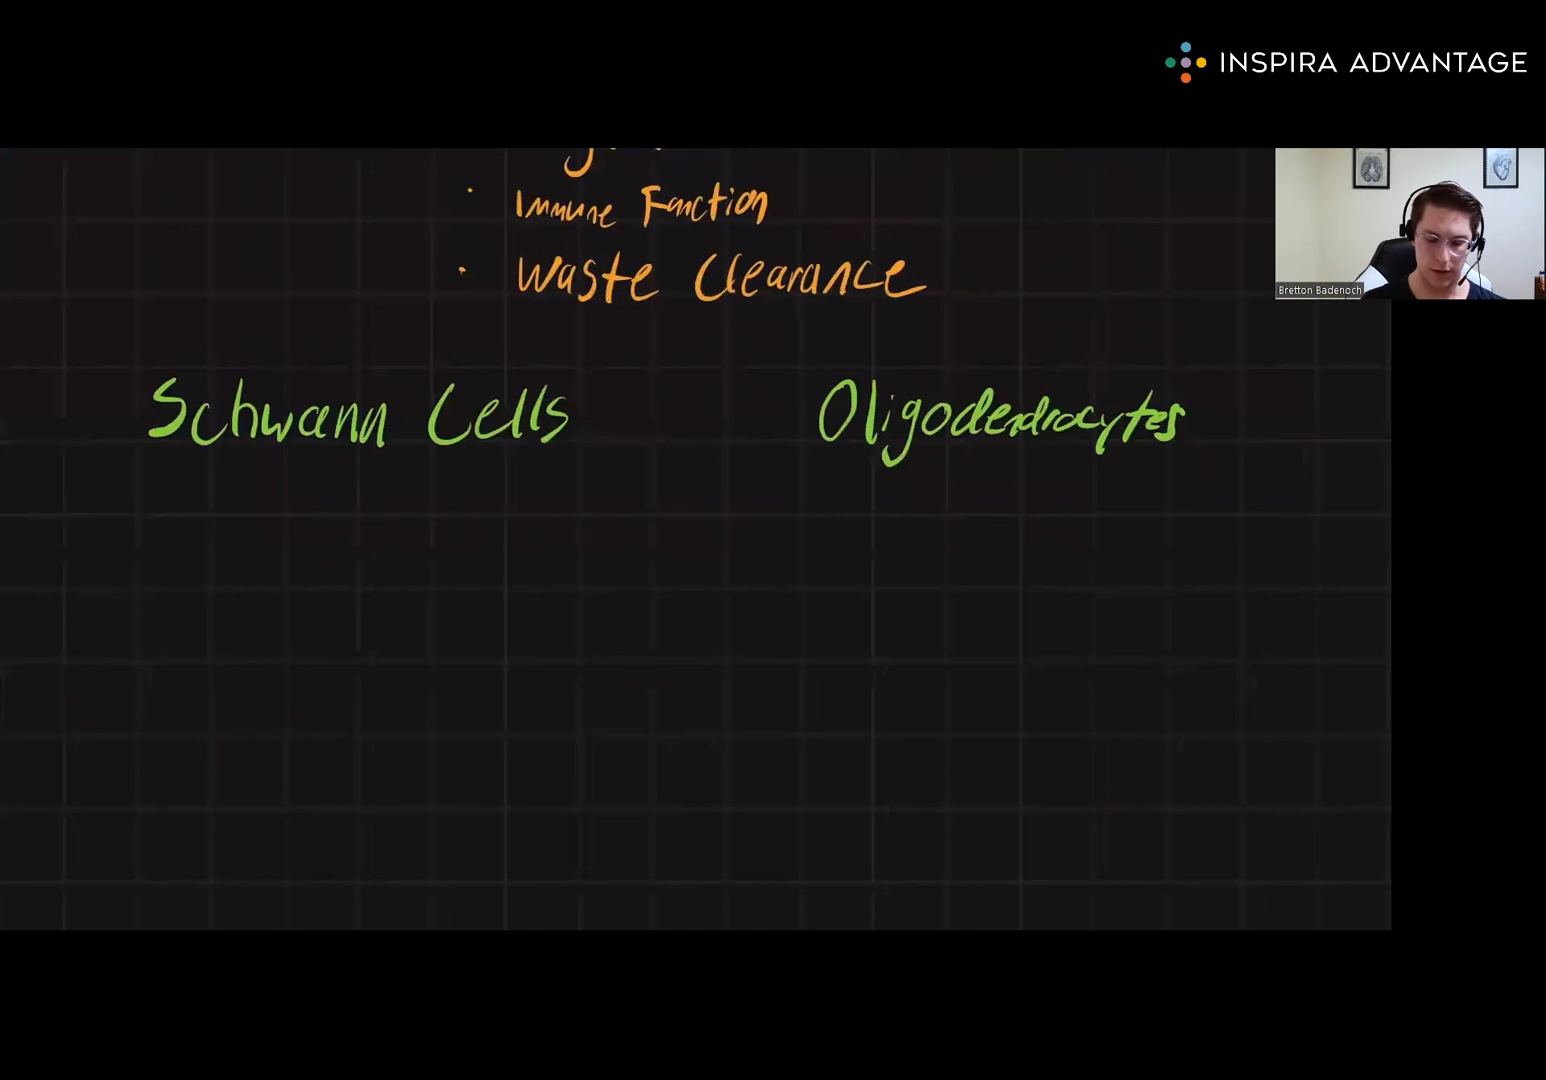 INSPIRA ADVANTAGE
Immune Function
Waste Clearance
Bretton Badenoch
Schwann Cells
Oligodendrocytes